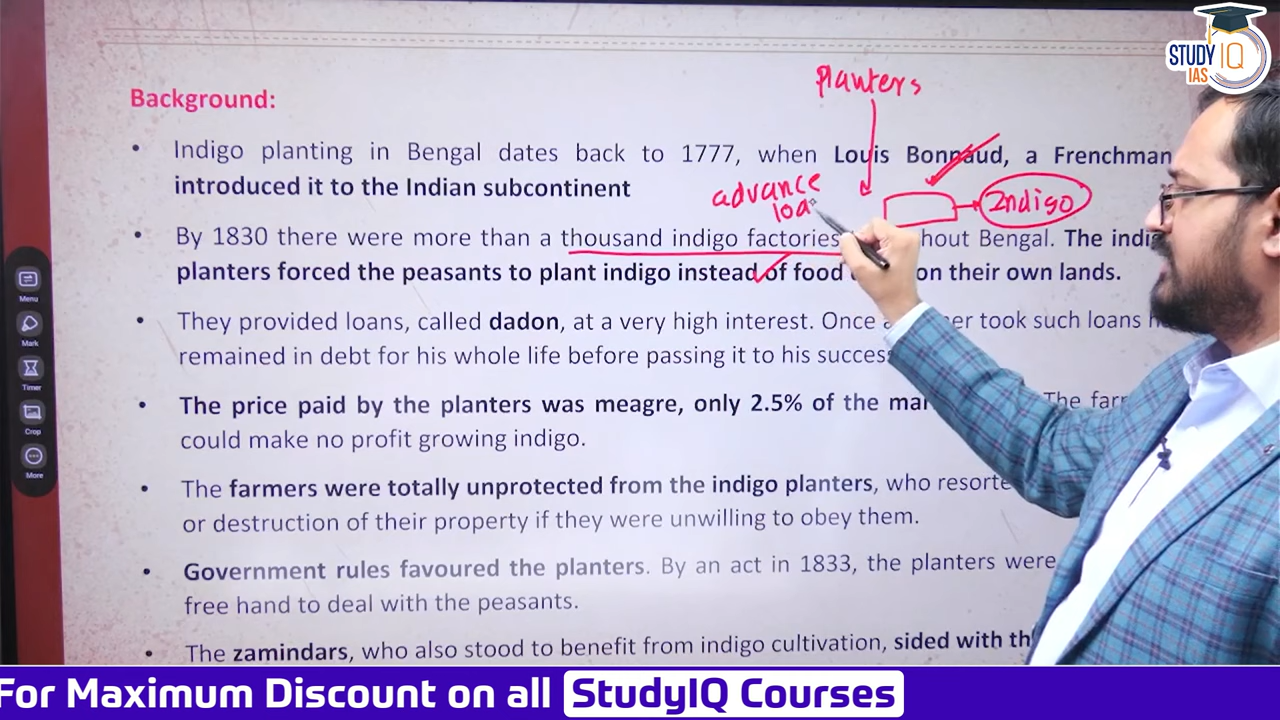 STUDY IQ
IAS
Planters
Background:
• Indigo planting in Bengal dates back to 1777, when Louis Bonnaud, a Frenchman
introduced it to the Indian subcontinent
advance
loa
Indigo
• By 1830 there were more than a thousand indigo factories hout Bengal. The indig
planters forced the peasants to plant indigo instead of food on their own lands.
• They provided loans, called dadon, at a very high interest. Once a er took such loans h
remained in debt for his whole life before passing it to his success
• The price paid by the planters was meagre, only 2.5% of the mar The far
could make no profit growing indigo.
• The farmers were totally unprotected from the indigo planters, who resorte
or destruction of their property if they were unwilling to obey them.
• Government rules favoured the planters. By an act in 1833, the planters were
free hand to deal with the peasants.
• The zamindars, who also stood to benefit from indigo cultivation, sided with th
Menu
Mark
Timer
Crop
More
For Maximum Discount on all StudyIQ Courses